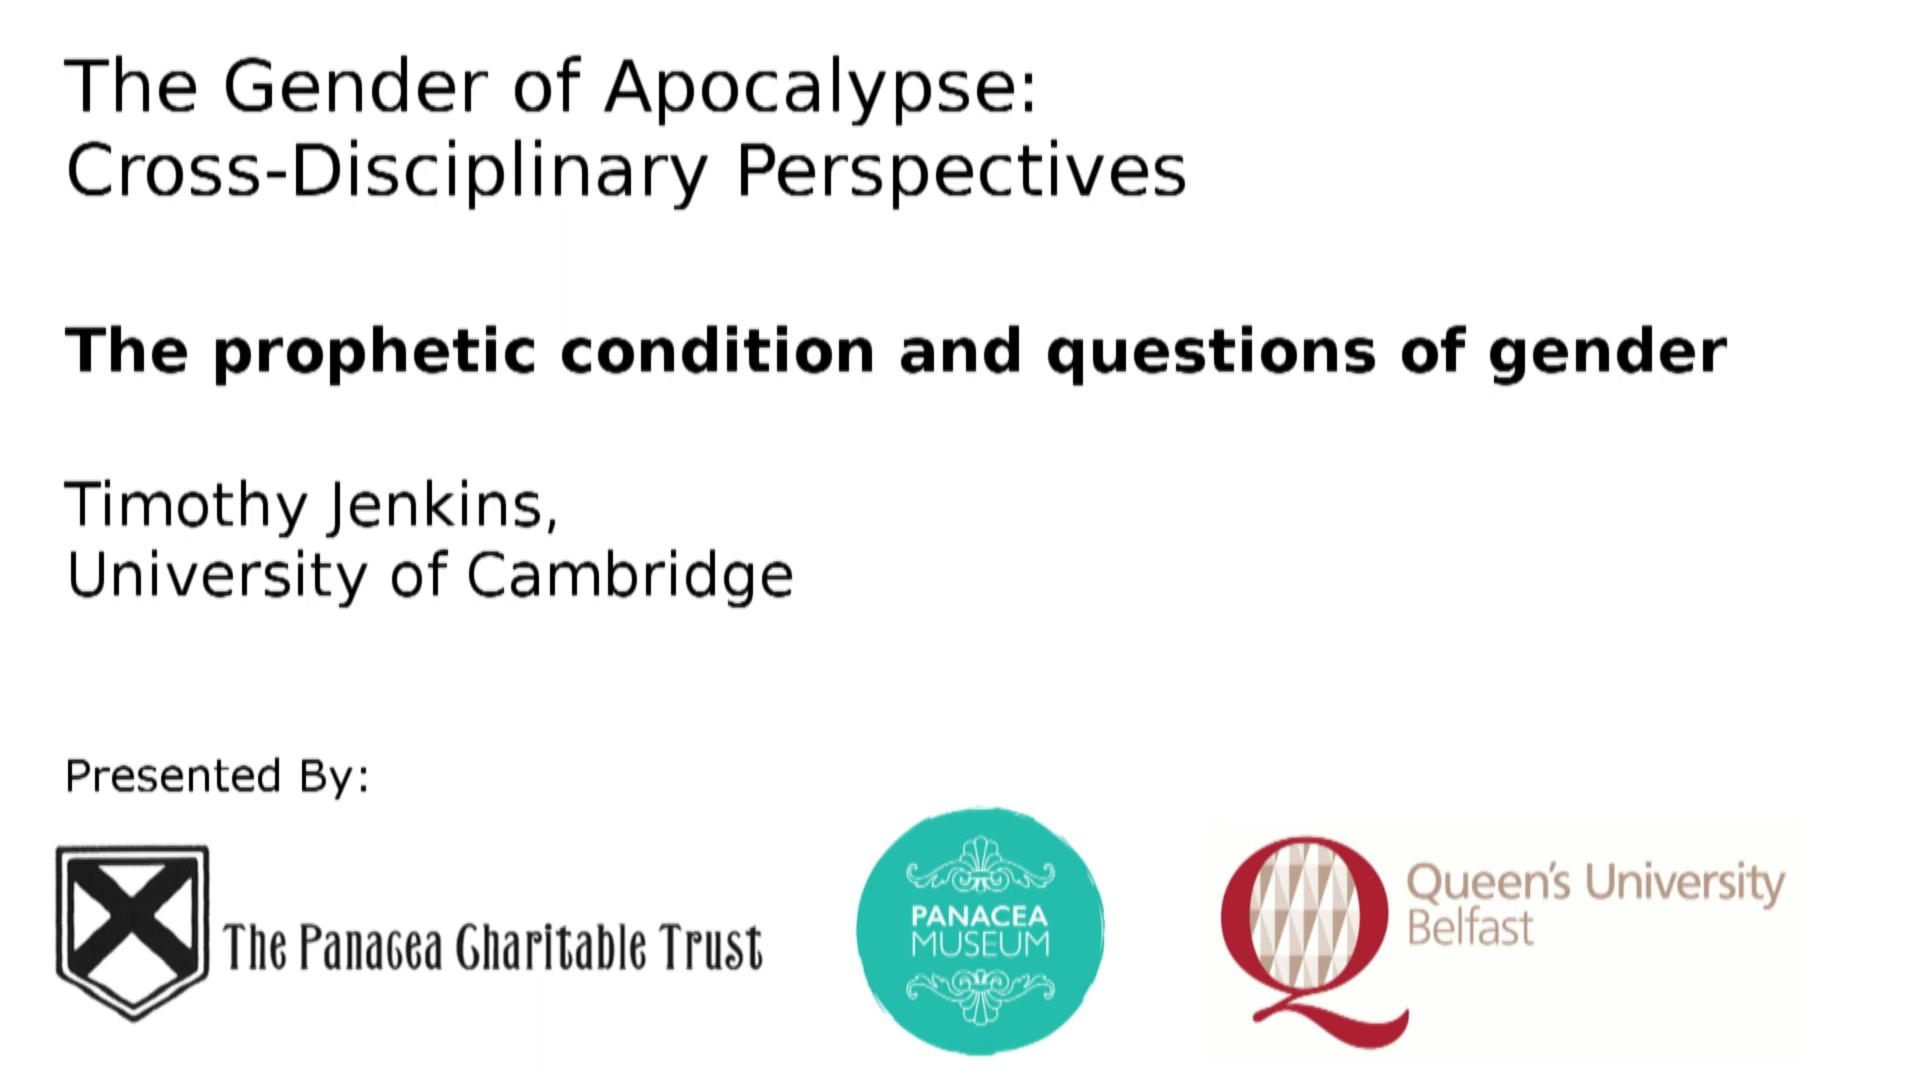 The Gender of Apocalypse:
Cross-Disciplinary Perspectives
The prophetic condition and questions of gender
Timothy Jenkins,
University of Cambridge
Presented By:
The Panacea Charitable Trust
PANACEA
MUSEUM
Queen's University
Belfast